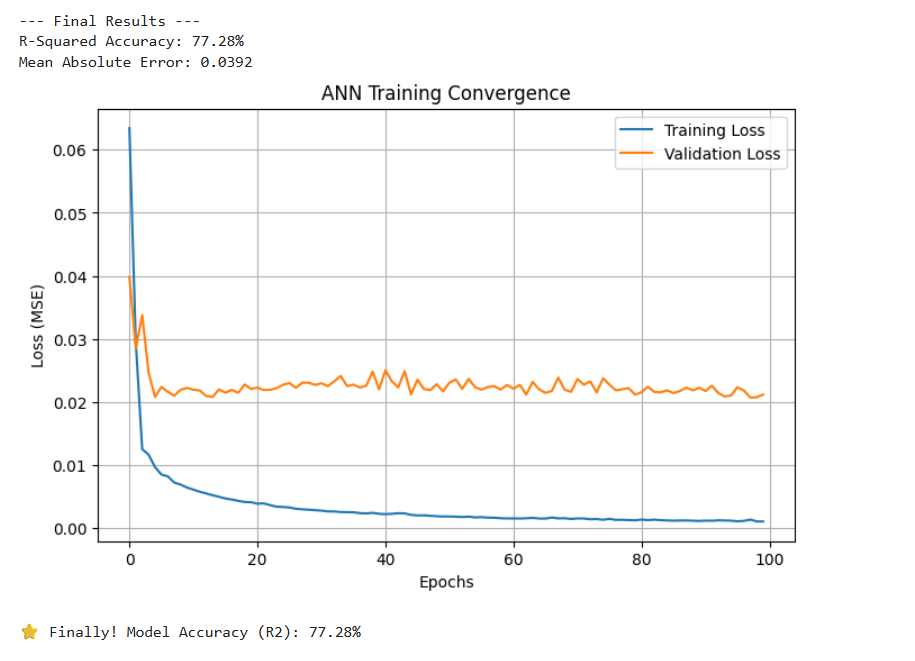 --- Final Results ---
R-Squared Accuracy: 77.28%
Mean Absolute Error: 0.0392
ANN Training Convergence
Training Loss
Validation Loss
0.06
0.05
0.04
0.03
0.02
0.01
0.00
Loss (MSE)
0 20 40 60 80 100
Epochs
⭐ Finally! Model Accuracy (R2): 77.28%